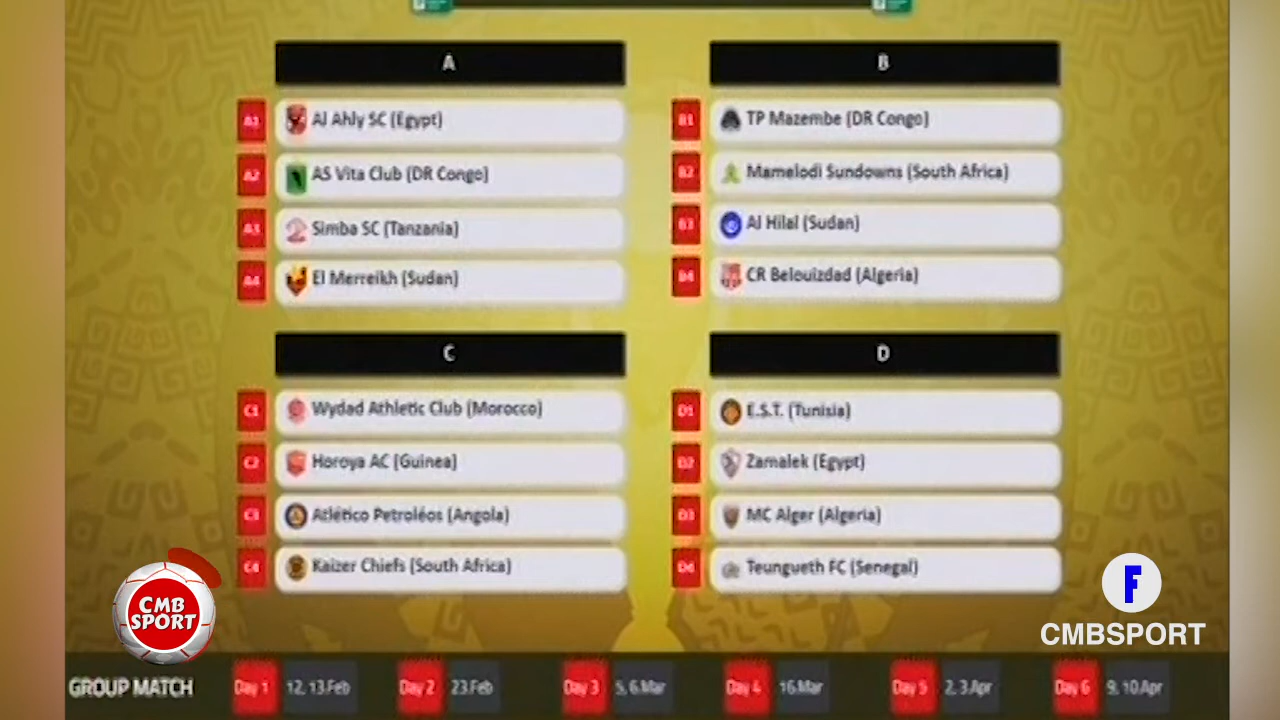 A
A1 Al Ahly SC (Egypt)
A2 AS Vita Club (DR Congo)
A3 Simba SC (Tanzania)
A4 El Merreikh (Sudan)
B
B1 TP Mazembe (DR Congo)
B2 Mamelodi Sundowns (South Africa)
B3 Al Hilal (Sudan)
B4 CR Belouizdad (Algeria)
C
C1 Wydad Athletic Club (Morocco)
C2 Horoya AC (Guinea)
C3 Atlético Petroléos (Angola)
C4 Kaizer Chiefs (South Africa)
D
D1 E.S.T. (Tunisia)
D2 Zamalek (Egypt)
D3 MC Alger (Algeria)
D4 Teungueth FC (Senegal)
CMB
SPORT
F
CMBSPORT
GROUP MATCH Day 1 12, 13.Feb Day 2 23.Feb Day 3 5, 6.Mar Day 4 16.Mar Day 5 2, 3.Apr Day 6 9, 10.Apr